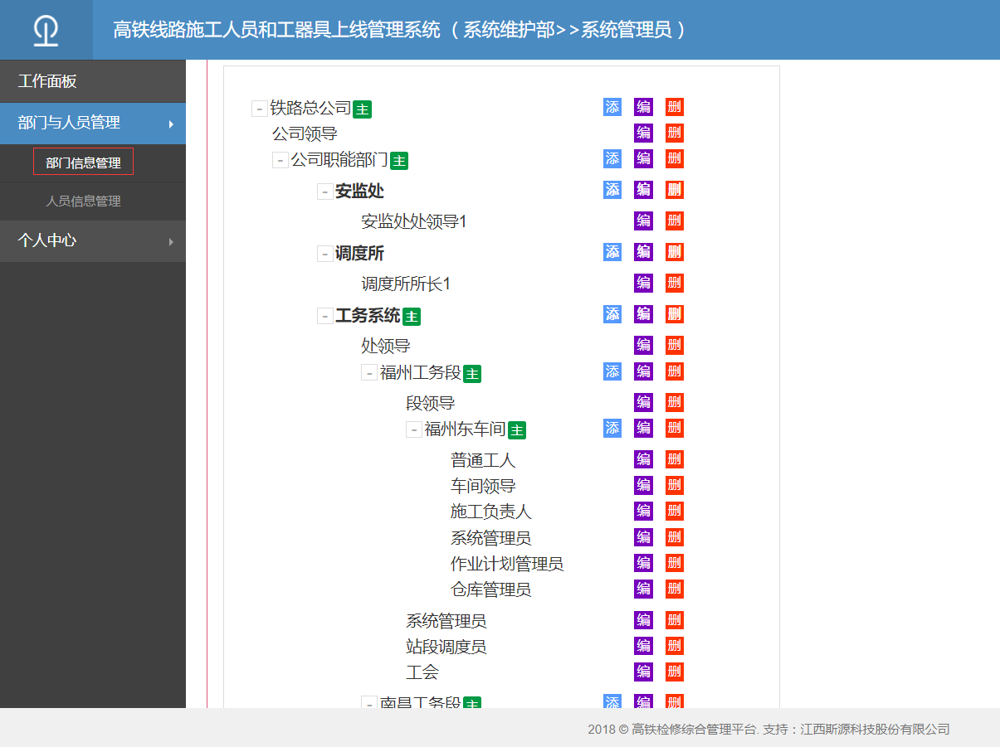 高铁线路施工人员和工器具上线管理系统 （ 系统维护部>>系统管理员 ）
工作面板
部门与人员管理
部门信息管理
人员信息管理
个人中心
- 铁路总公司 主 添 编 删
公司领导 编 删
- 公司职能部门 主 添 编 删
- 安监处 添 编 删
安监处处领导1 编 删
- 调度所 添 编 删
调度所所长1 编 删
- 工务系统 主 添 编 删
处领导 编 删
- 福州工务段 主 添 编 删
段领导 编 删
- 福州东车间 主 添 编 删
普通工人 编 删
车间领导 编 删
施工负责人 编 删
系统管理员 编 删
作业计划管理员 编 删
仓库管理员 编 删
系统管理员 编 删
站段调度员 编 删
工会 编 删
- 南昌工务段 主 添 编 删
2018 © 高铁检修综合管理平台. 支持：江西斯源科技股份有限公司